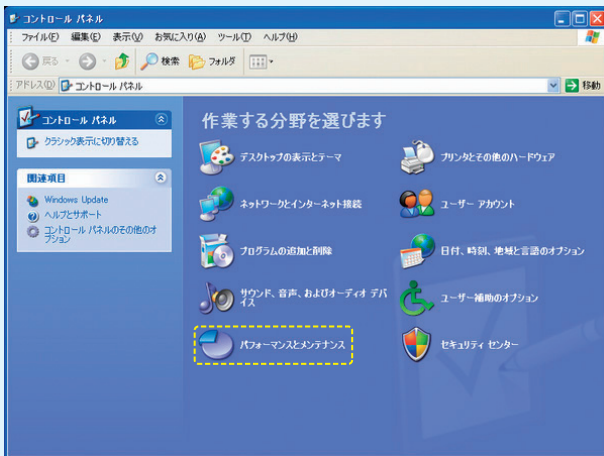 コントロール パネル
ファイル(F) 編集(E) 表示(V) お気に入り(A) ツール(T) ヘルプ(H)
戻る 検索 フォルダ
アドレス(D) コントロール パネル 移動
コントロール パネル
クラシック表示に切り替える
関連項目
Windows Update
ヘルプとサポート
コントロール パネルのその他のオ
プション
作業する分野を選びます
デスクトップの表示とテーマ
プリンタとその他のハードウェア
ネットワークとインターネット接続
ユーザー アカウント
プログラムの追加と削除
日付、時刻、地域と言語のオプション
サウンド、音声、およびオーディオ デバ
イス
ユーザー補助のオプション
パフォーマンスとメンテナンス
セキュリティ センター